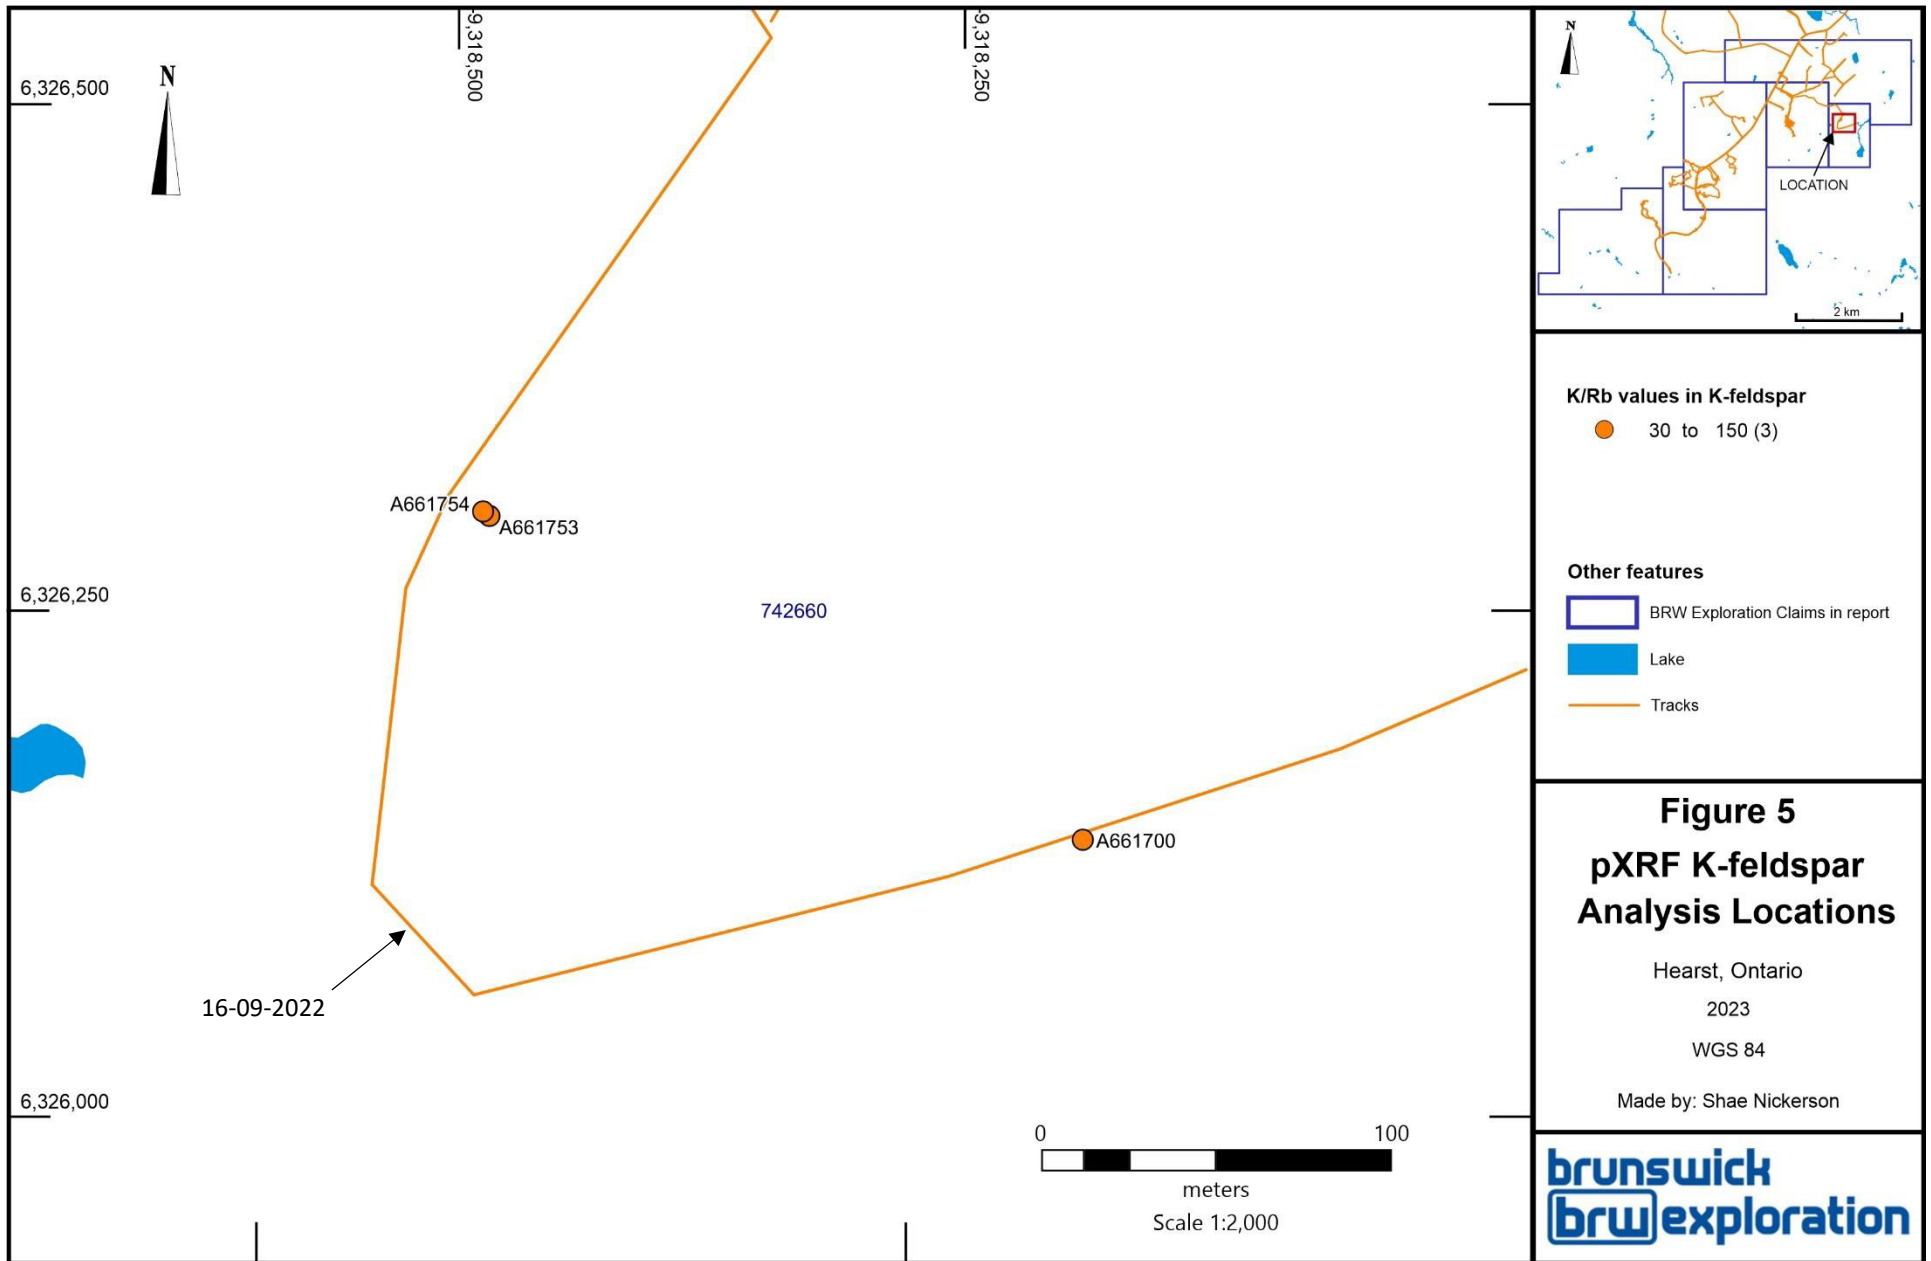 9,318,500
9,318,250
6,326,500
N
A661754
A661753
6,326,250
742660
A661700
16-09-2022
6,326,000
0 100
meters
Scale 1:2,000
N
LOCATION
2 km
K/Rb values in K-feldspar
30 to 150 (3)
Other features
BRW Exploration Claims in report
Lake
Tracks
Figure 5
pXRF K-feldspar
Analysis Locations
Hearst, Ontario
2023
WGS 84
Made by: Shae Nickerson
brunswick
brw exploration